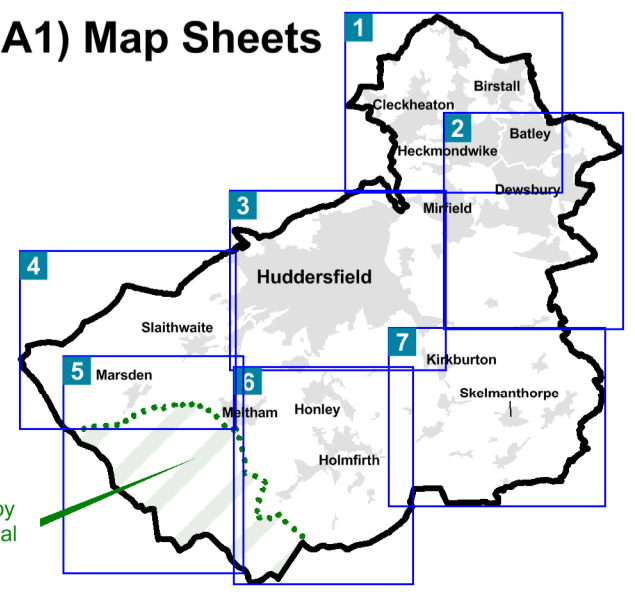 A1) Map Sheets
1
Birstall
Cleckheaton
2
Batley
Heckmondwike
Dewsbury
3
Mirfield
4
Huddersfield
Slaithwaite
7
Kirkburton
5
Marsden
6
Skelmanthorpe
Meltham
Honley
Holmfirth
al